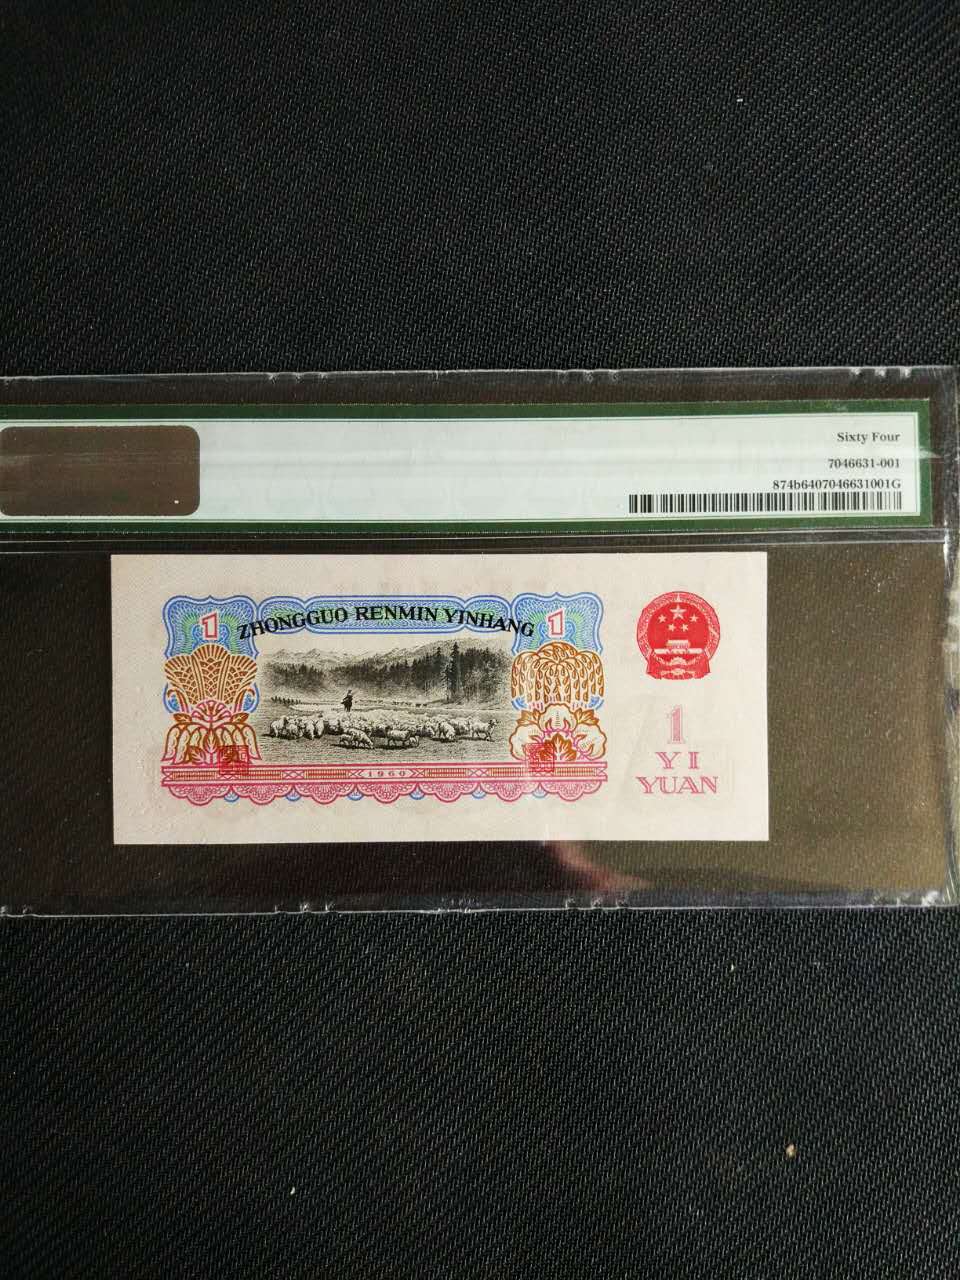 Sixty Four
7046631-001
874b6407046631001G
ZHONGGUO RENMIN YINHANG
1
1
1960
1
YI
YUAN